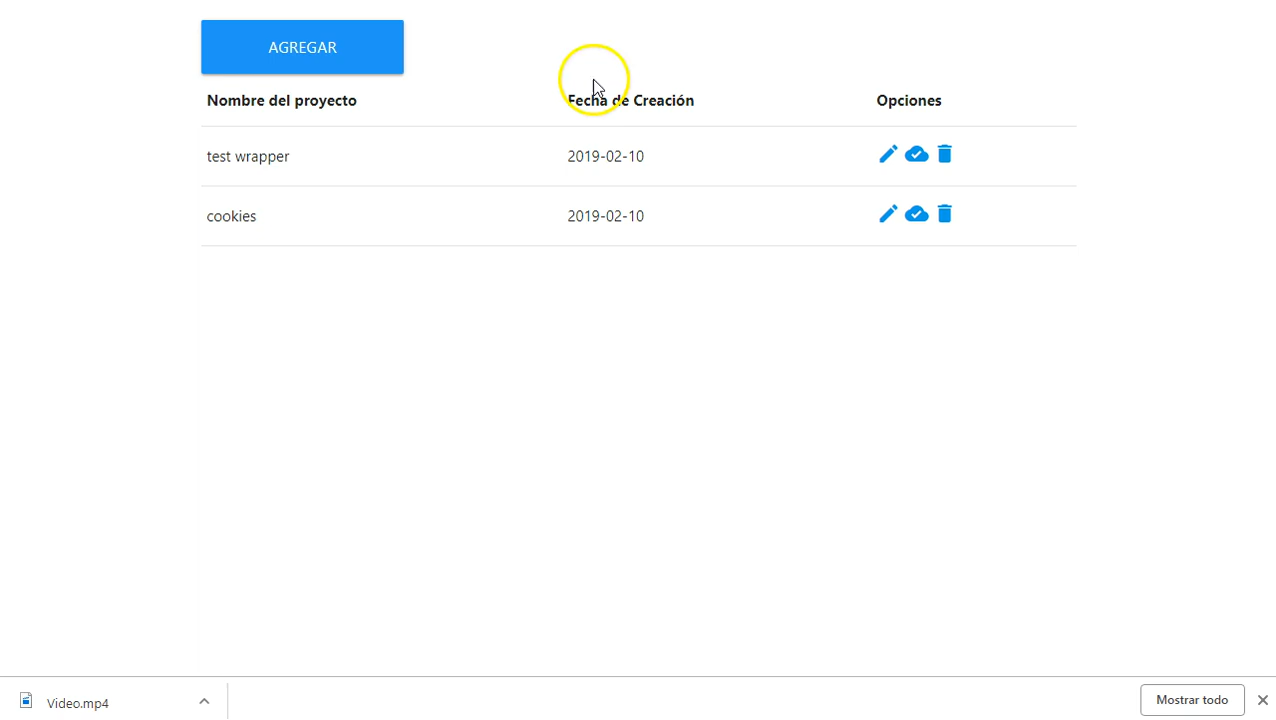 AGREGAR
Nombre del proyecto Fecha de Creación Opciones
test wrapper 2019-02-10
cookies 2019-02-10
Video.mp4 Mostrar todo